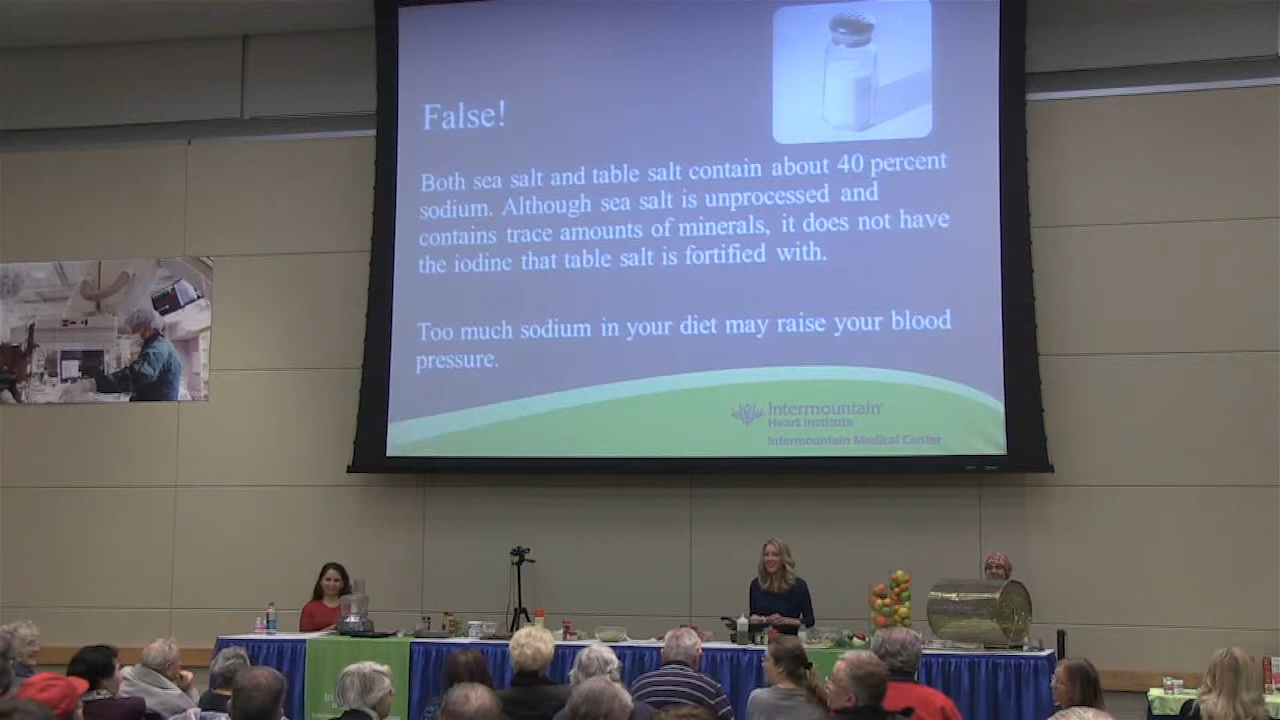 False!
Both sea salt and table salt contain about 40 percent
sodium. Although sea salt is unprocessed and
contains trace amounts of minerals, it does not have
the iodine that table salt is fortified with.
Too much sodium in your diet may raise your blood
pressure.
Intermountain®
Heart Institute
Intermountain Medical Center